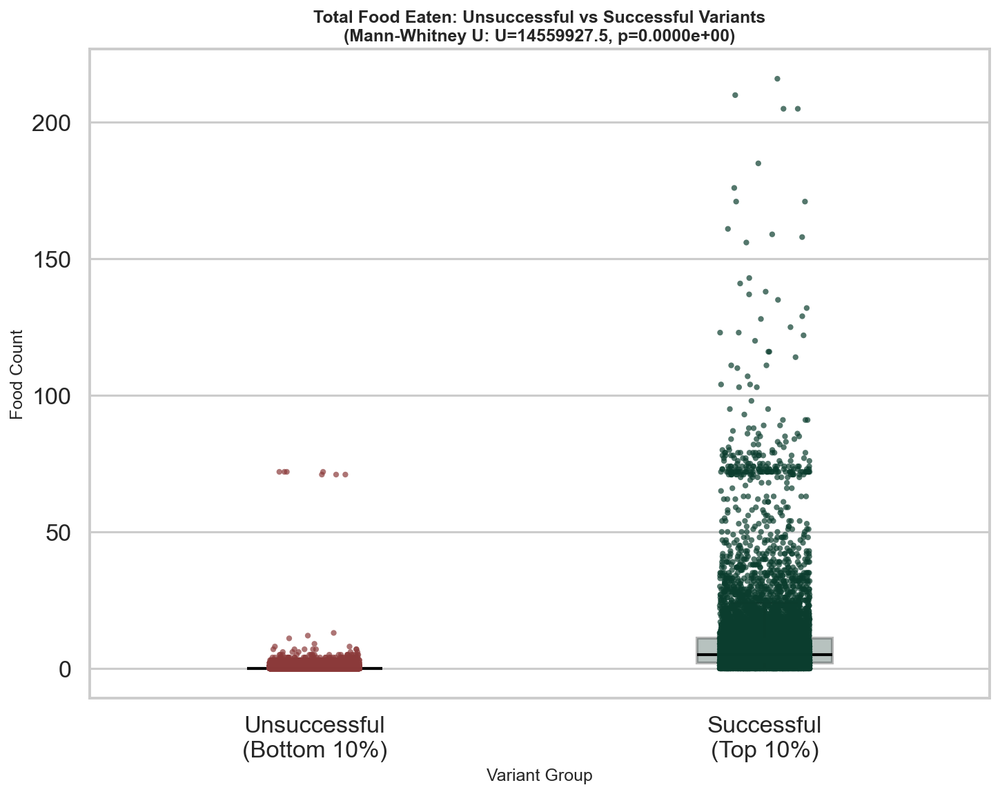 Total Food Eaten: Unsuccessful vs Successful Variants
(Mann-Whitney U: U=14559927.5, p=0.0000e+00)
Food Count
200
150
100
50
0
Unsuccessful
(Bottom 10%)
Successful
(Top 10%)
Variant Group